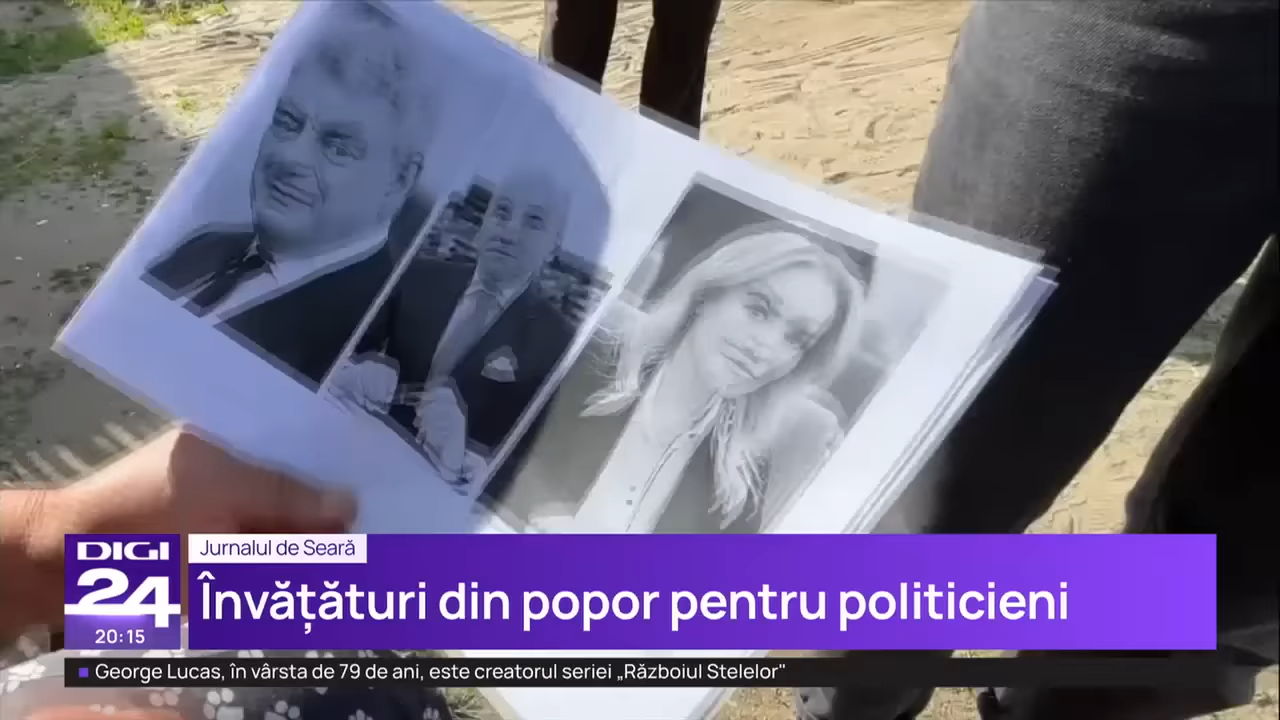 DIGI
24
20:15
Jurnalul de Seară
Învățături din popor pentru politicieni
George Lucas, în vârsta de 79 de ani, este creatorul seriei „Războiul Stelelor"